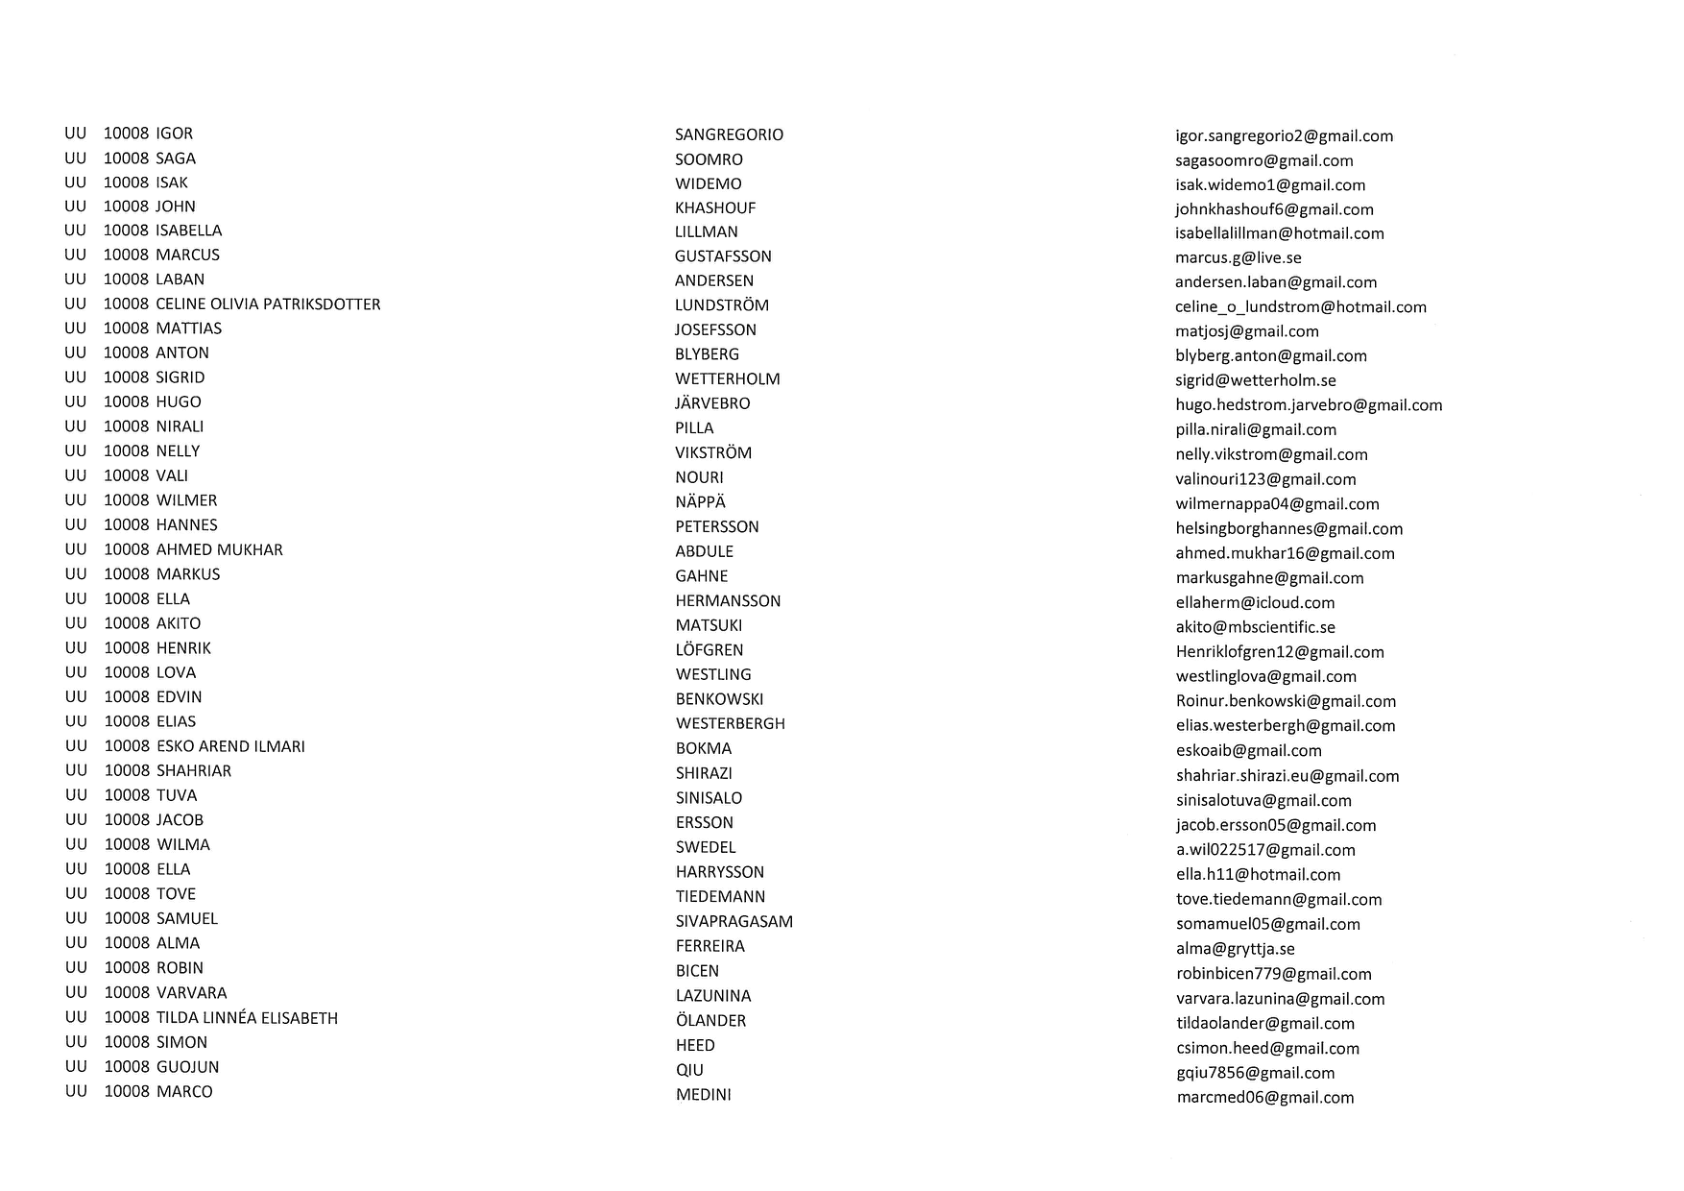 UU 10008 IGOR SANGREGORIO igor.sangregorio2@gmail.com
UU 10008 SAGA SOOMRO sagasoomro@gmail.com
UU 10008 ISAK WIDEMO isak.widemo1@gmail.com
UU 10008 JOHN KHASHOUF johnkhashouf6@gmail.com
UU 10008 ISABELLA LILLMAN isabellalillman@hotmail.com
UU 10008 MARCUS GUSTAFSSON marcus.g@live.se
UU 10008 LABAN ANDERSEN andersen.laban@gmail.com
UU 10008 CELINE OLIVIA PATRIKSDOTTER LUNDSTRÖM celine_o_lundstrom@hotmail.com
UU 10008 MATTIAS JOSEFSSON matjosj@gmail.com
UU 10008 ANTON BLYBERG blyberg.anton@gmail.com
UU 10008 SIGRID WETTERHOLM sigrid@wetterholm.se
UU 10008 HUGO JÄRVEBRO hugo.hedstrom.jarvebro@gmail.com
UU 10008 NIRALI PILLA pilla.nirali@gmail.com
UU 10008 NELLY VIKSTRÖM nelly.vikstrom@gmail.com
UU 10008 VALI NOURI valinouri123@gmail.com
UU 10008 WILMER NÄPPÄ wilmernappa04@gmail.com
UU 10008 HANNES PETERSSON helsingborghannes@gmail.com
UU 10008 AHMED MUKHAR ABDULE ahmed.mukhar16@gmail.com
UU 10008 MARKUS GAHNE markusgahne@gmail.com
UU 10008 ELLA HERMANSSON ellaherm@icloud.com
UU 10008 AKITO MATSUKI akito@mbscientific.se
UU 10008 HENRIK LÖFGREN Henriklofgren12@gmail.com
UU 10008 LOVA WESTLING westlinglova@gmail.com
UU 10008 EDVIN BENKOWSKI Roinur.benkowski@gmail.com
UU 10008 ELIAS WESTERBERGH elias.westerbergh@gmail.com
UU 10008 ESKO AREND ILMARI BOKMA eskoaib@gmail.com
UU 10008 SHAHRIAR SHIRAZI shahriar.shirazi.eu@gmail.com
UU 10008 TUVA SINISALO sinisalotuva@gmail.com
UU 10008 JACOB ERSSON jacob.ersson05@gmail.com
UU 10008 WILMA SWEDEL a.wil022517@gmail.com
UU 10008 ELLA HARRYSSON ella.h11@hotmail.com
UU 10008 TOVE TIEDEMANN tove.tiedemann@gmail.com
UU 10008 SAMUEL SIVAPRAGASAM somamuel05@gmail.com
UU 10008 ALMA FERREIRA alma@gryttja.se
UU 10008 ROBIN BICEN robinbicen779@gmail.com
UU 10008 VARVARA LAZUNINA varvara.lazunina@gmail.com
UU 10008 TILDA LINNÉA ELISABETH ÖLANDER tildaolander@gmail.com
UU 10008 SIMON HEED csimon.heed@gmail.com
UU 10008 GUOJUN QIU gqiu7856@gmail.com
UU 10008 MARCO MEDINI marcmed06@gmail.com